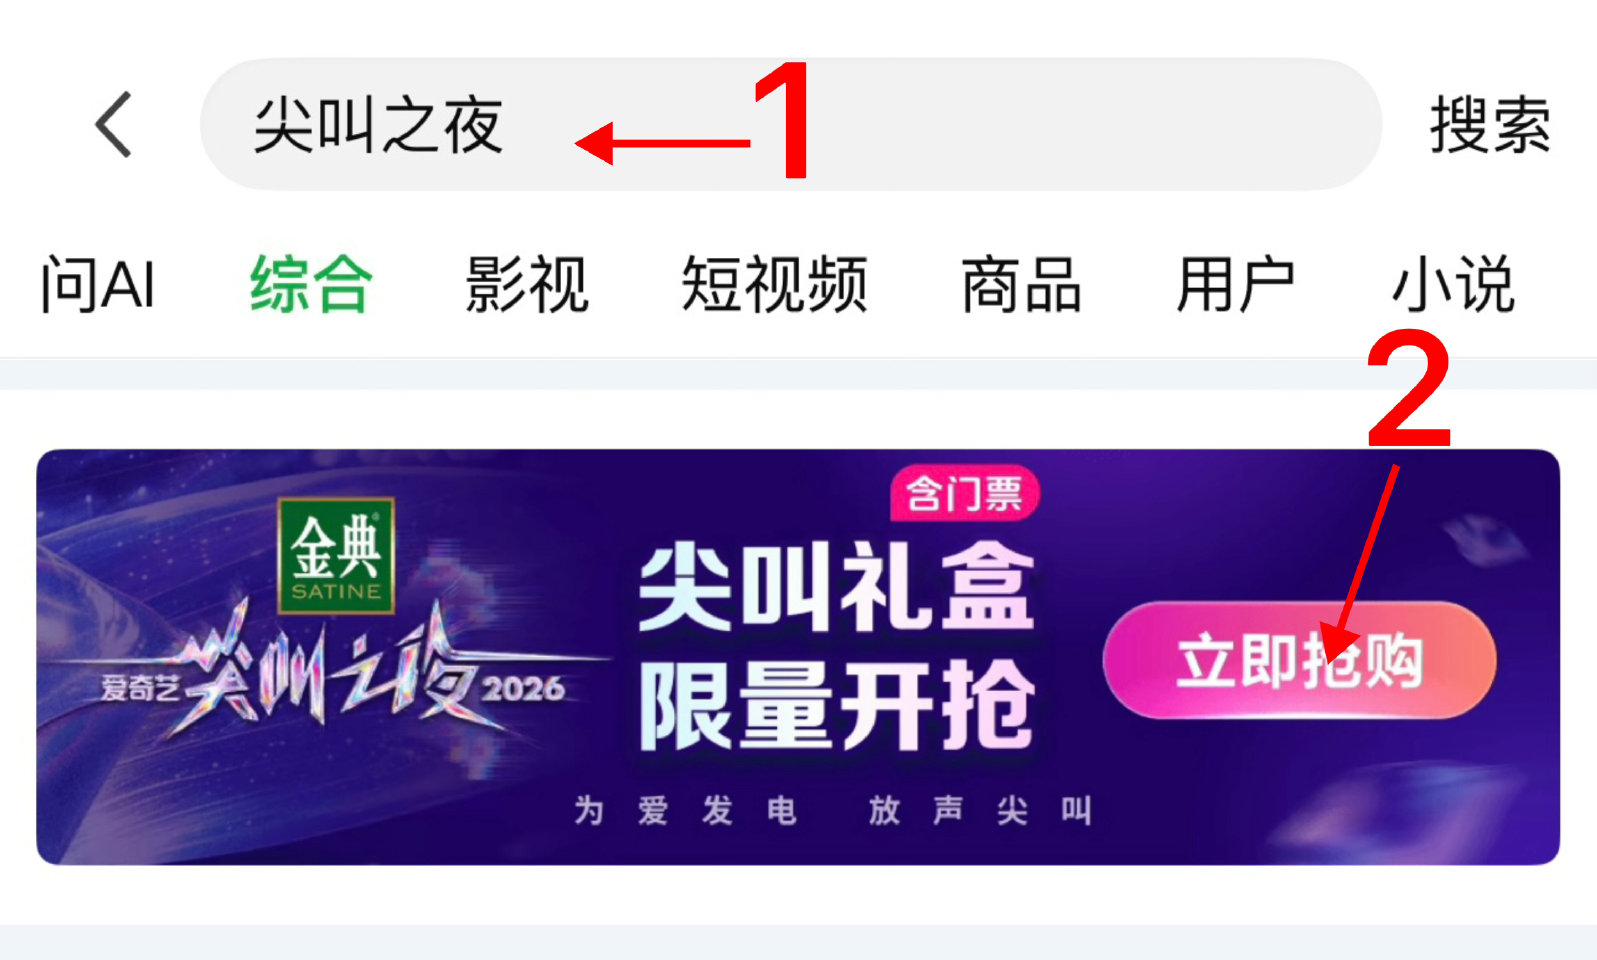 尖叫之夜
1
搜索
问AI 综合 影视 短视频 商品 用户 小说
2
含门票
金典®
SATINE
尖叫礼盒
限量开抢
立即抢购
爱奇艺 尖叫之夜 2026
为爱发电 放声尖叫